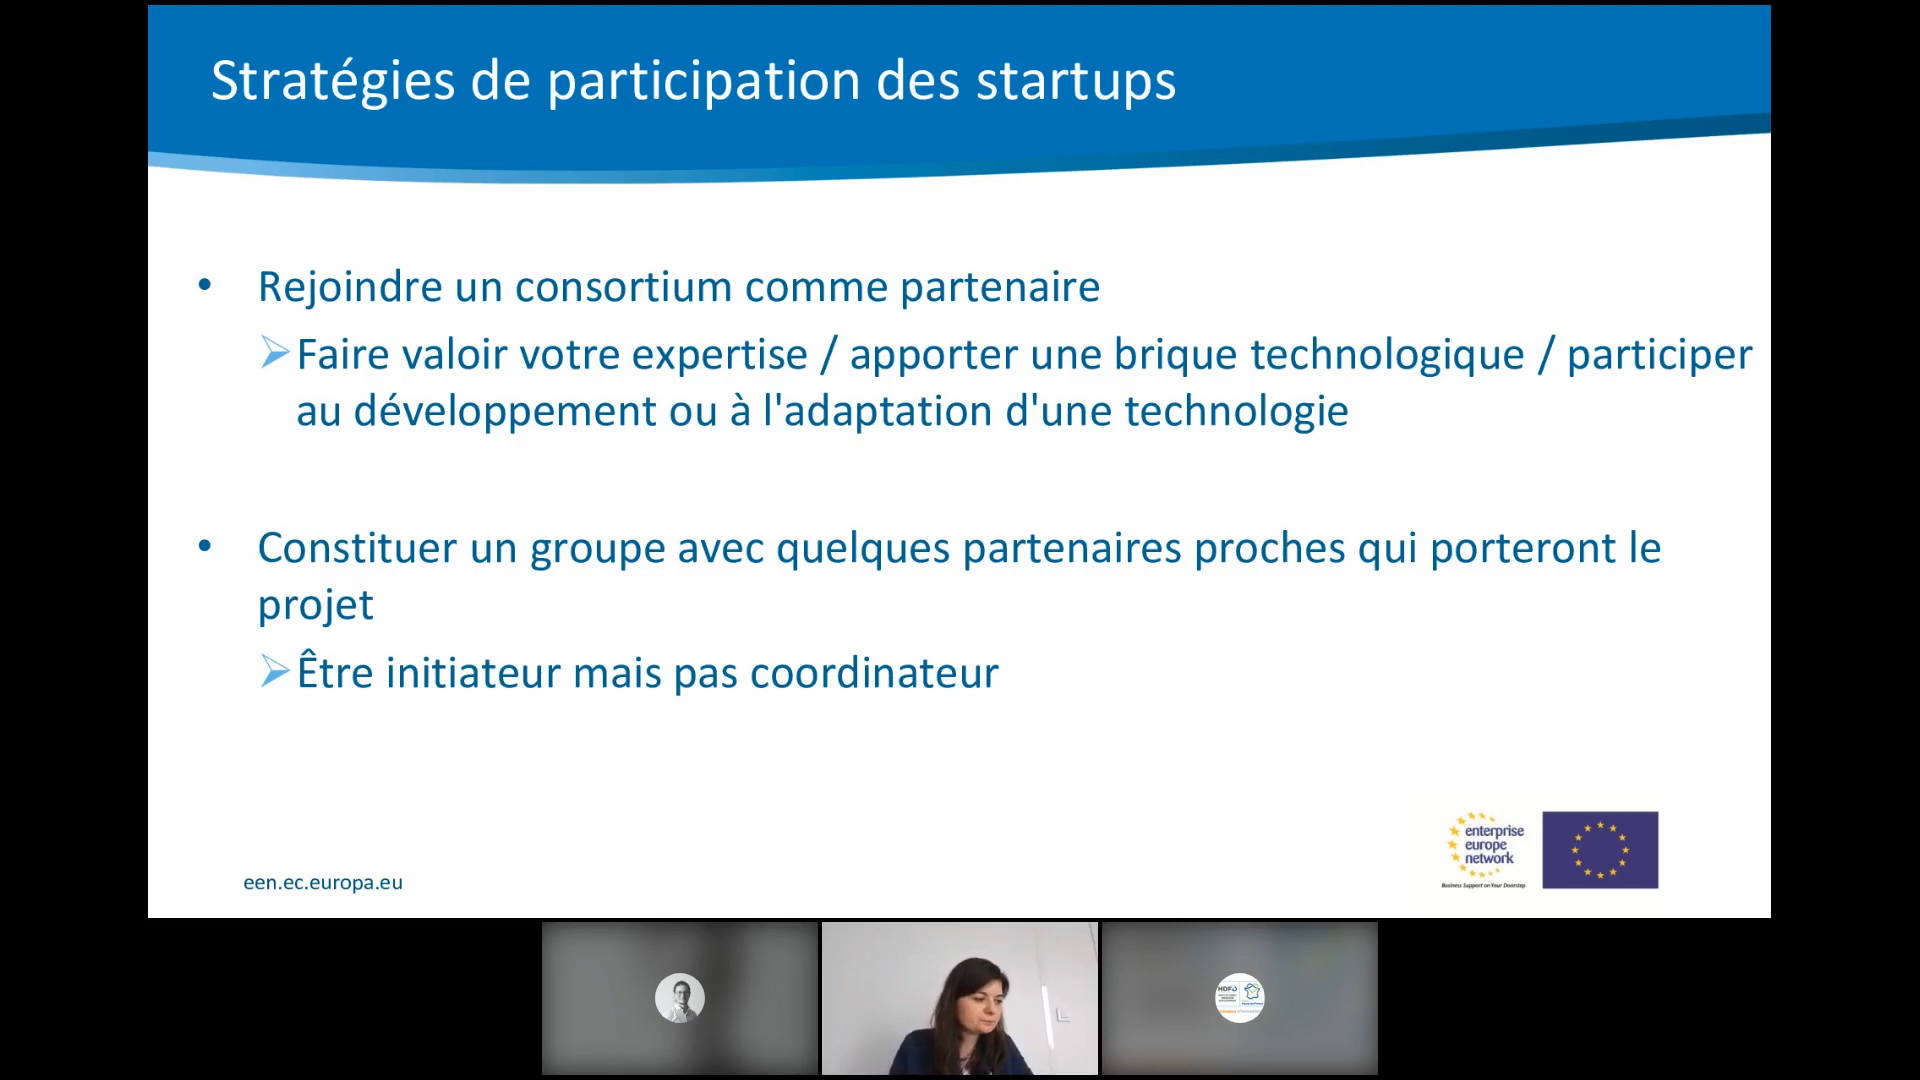 Stratégies de participation des startups
• Rejoindre un consortium comme partenaire
Faire valoir votre expertise / apporter une brique technologique / participer
au développement ou à l'adaptation d'une technologie
• Constituer un groupe avec quelques partenaires proches qui porteront le
projet
Être initiateur mais pas coordinateur
enterprise
europe
network
Business Support on Your Doorstep
een.ec.europa.eu
HDFID